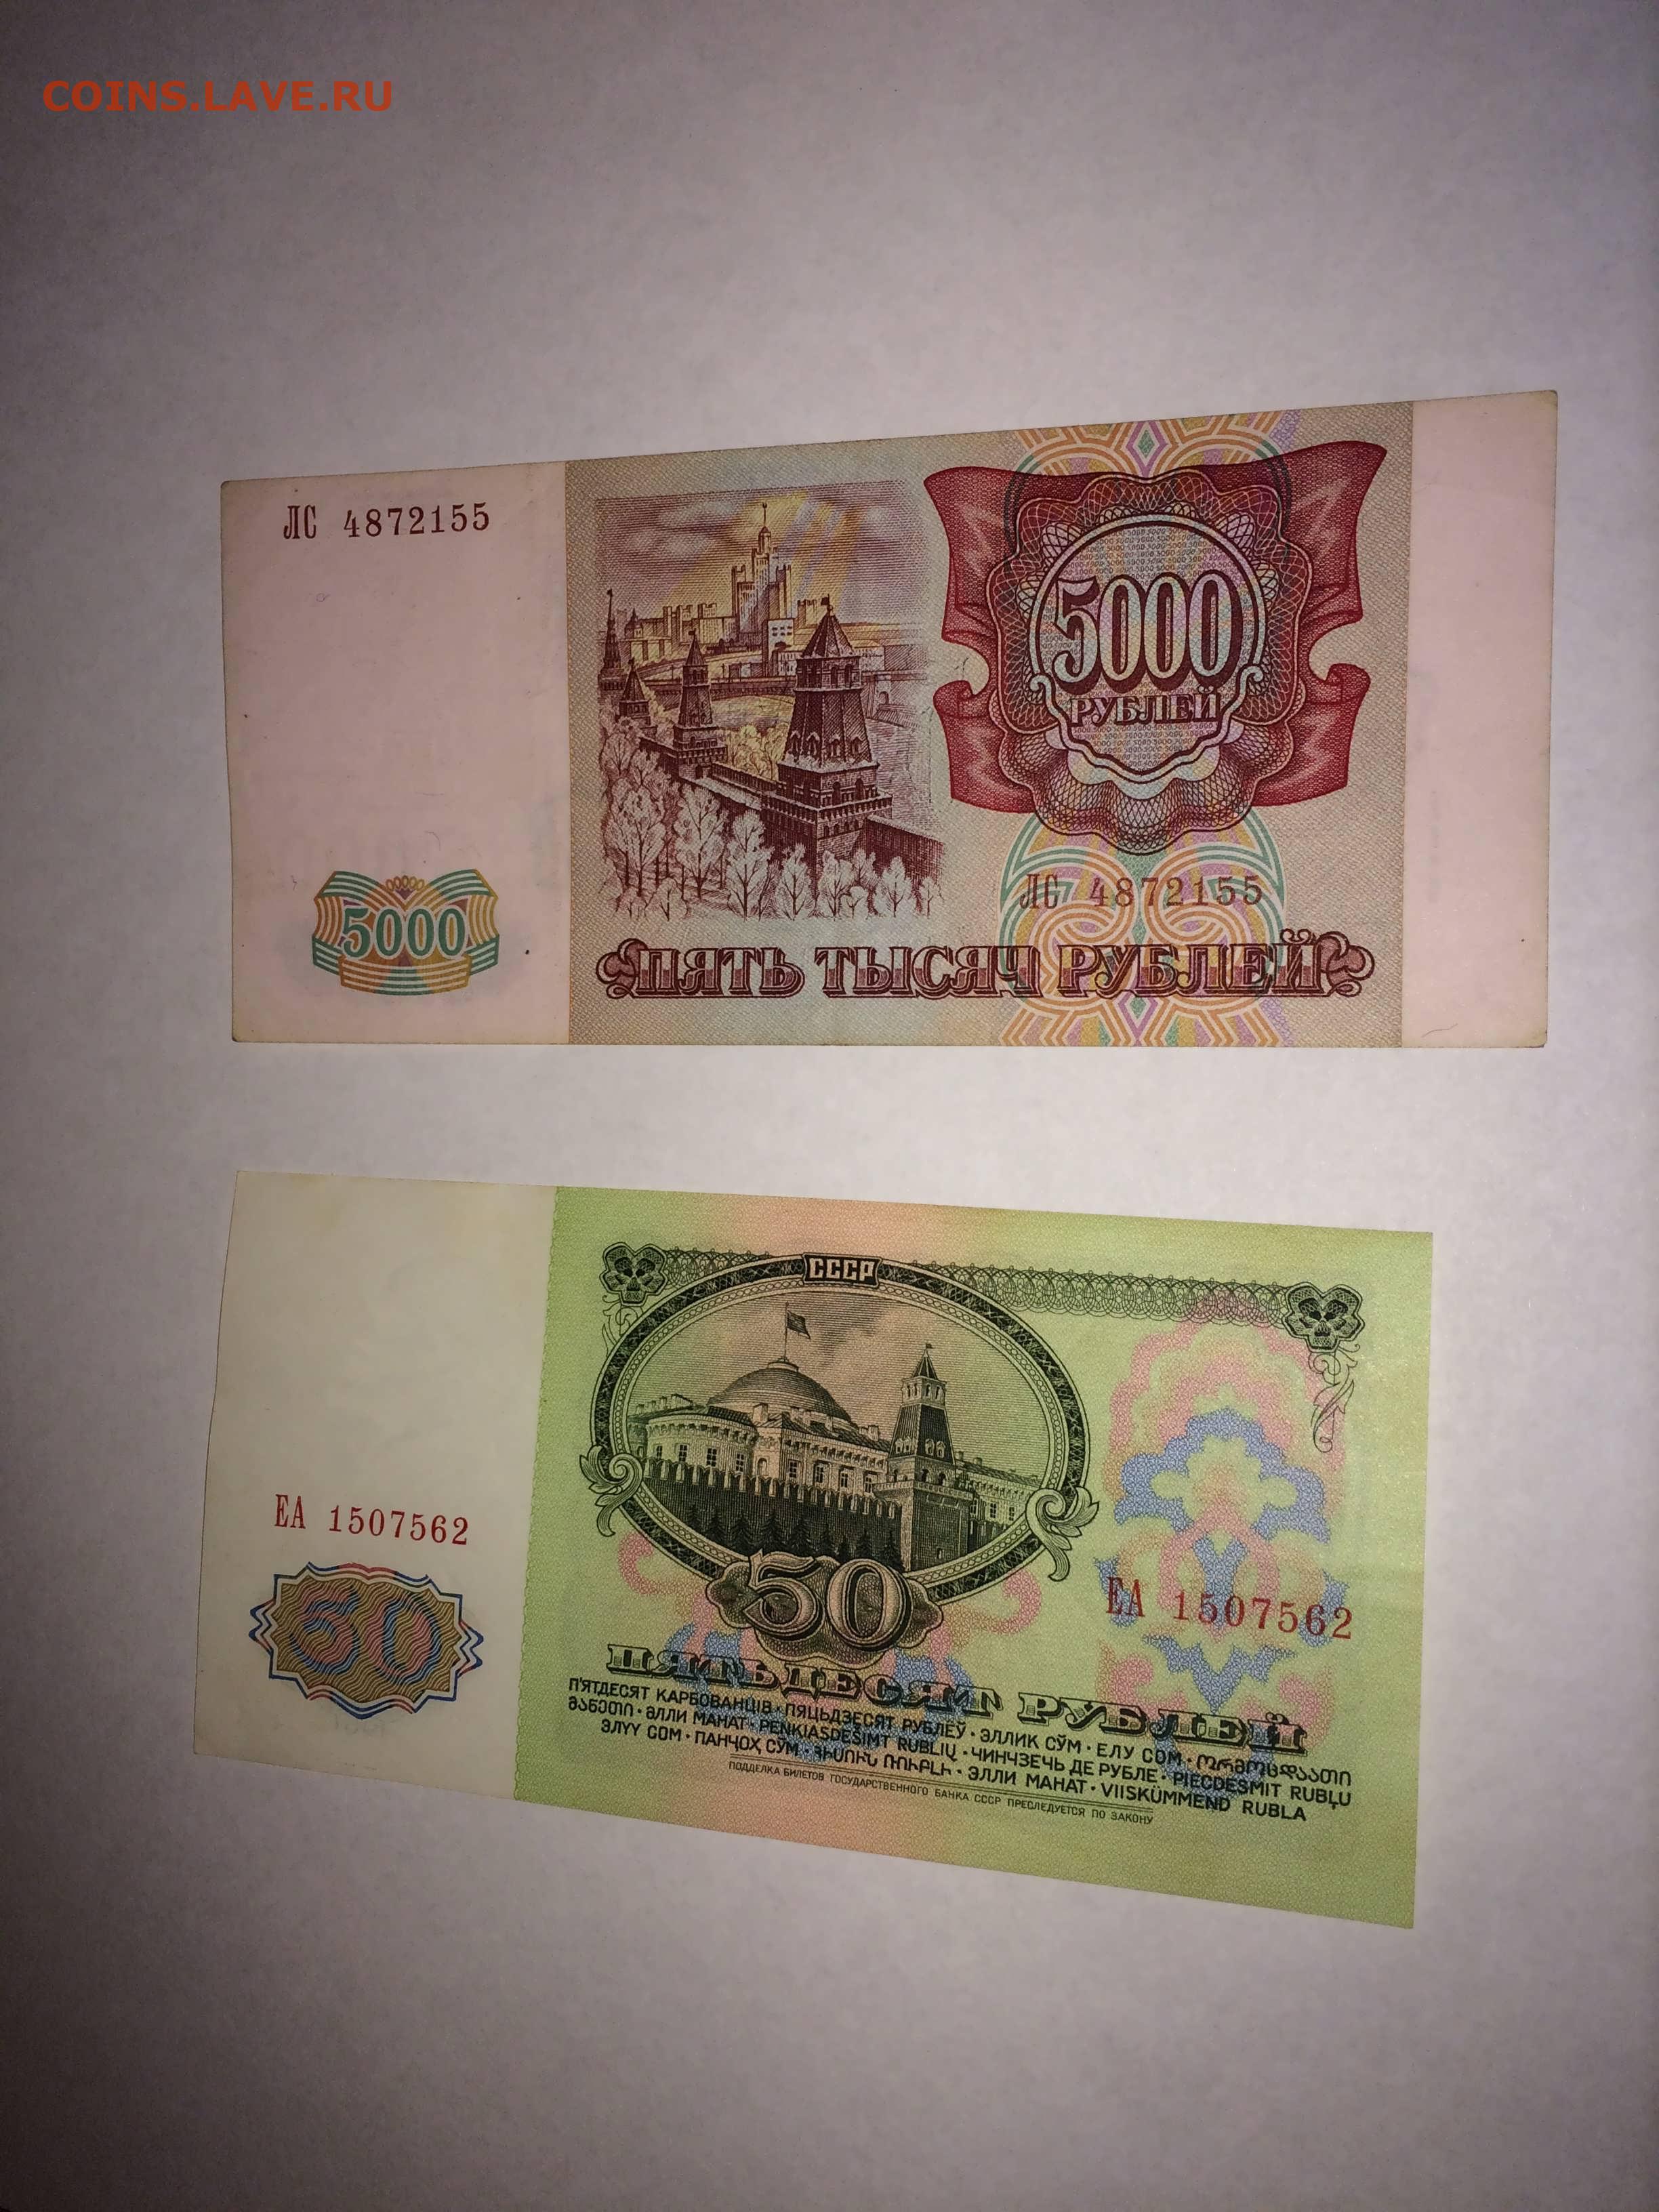 COINS.LAVE.RU
ЛС 4872155
5000
РУБЛЕЙ
ЛС 4872155
5000
ПЯТЬ ТЫСЯЧ РУБЛЕЙ
СССР
ЕА 1507562
50
50
ЕА 1507562
ПЯТЬДЕСЯТ РУБЛЕЙ
П'ЯТДЕСЯТ КАРБОВАНЦІВ · ПЯЦЬДЗЕСЯТ РУБЛЁЎ · ЭЛЛИК СЎМ · ЕЛУ СОМ · ᲝᲠᲛᲝᲪᲓᲐᲐᲗᲘ
ᲛᲐᲜᲔᲗᲘ · ӘЛЛИ МАНАТ · PENKIASDEŠIMT RUBLIŲ · ЧИНЧЗЕЧЬ ДЕ РУБЛЕ · PIECDESMIT RUBĻU
ЭЛҮҮ СОМ · ПАНҶОҲ СӮМ · ՀԻՍՈՒՆ ՌՈՒԲԼԻ · ЭЛЛИ МАНАТ · VIISKÜMMEND RUBLA
ПОДДЕЛКА БИЛЕТОВ ГОСУДАРСТВЕННОГО БАНКА СССР ПРЕСЛЕДУЕТСЯ ПО ЗАКОНУ